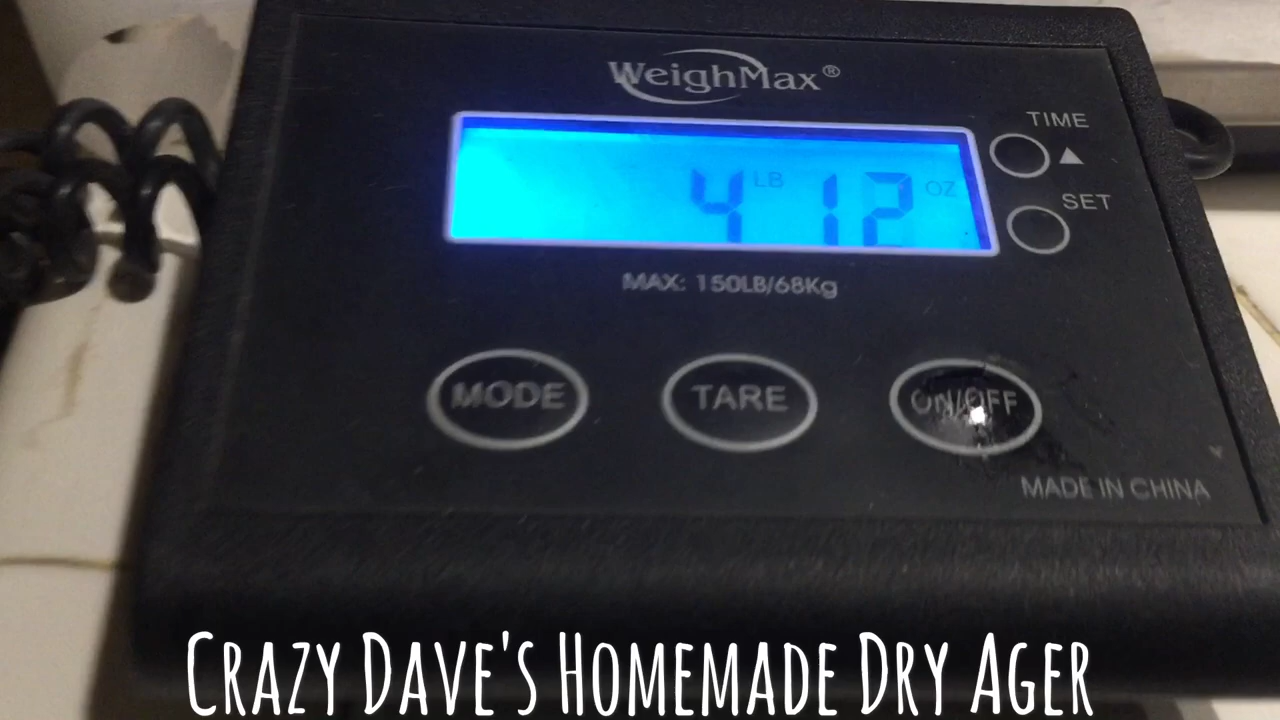 WeighMax®
TIME
4 LB 12 OZ
SET
MAX: 150LB/68Kg
MODE TARE ON/OFF
MADE IN CHINA
Crazy Dave's Homemade Dry Ager